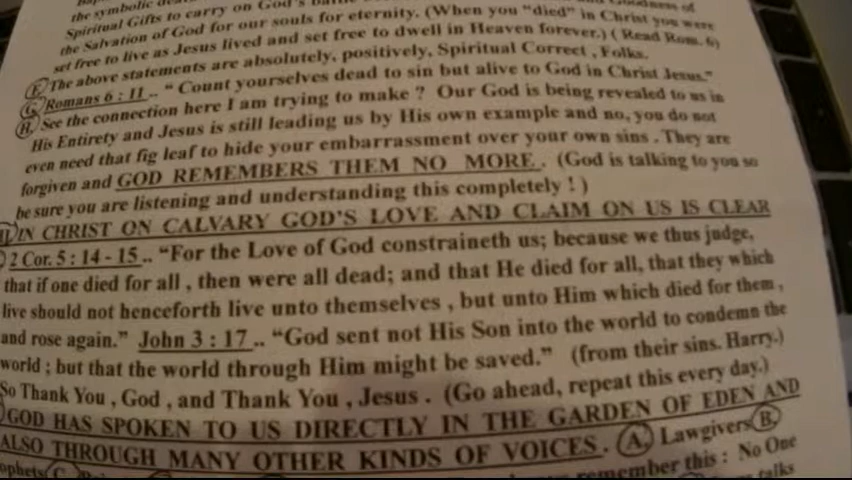 the symbolic
Spiritual Gifts to carry on God's
the Salvation of God for our souls for eternity. (When you "died" in Christ you were
set free to live as Jesus lived and set free to dwell in Heaven forever.) ( Read Rom. 6)
F. The above statements are absolutely, positively, Spiritual Correct , Folks.
G. Romans 6 : 11 .. " Count yourselves dead to sin but alive to God in Christ Jesus."
H. See the connection here I am trying to make ? Our God is being revealed to us in
His Entirety and Jesus is still leading us by His own example and no, you do not
even need that fig leaf to hide your embarrassment over your own sins . They are
forgiven and GOD REMEMBERS THEM NO MORE . (God is talking to you so
be sure you are listening and understanding this completely ! )
IN CHRIST ON CALVARY GOD'S LOVE AND CLAIM ON US IS CLEAR
2 Cor. 5 : 14 - 15 .. "For the Love of God constraineth us; because we thus judge,
that if one died for all , then were all dead; and that He died for all, that they which
live should not henceforth live unto themselves , but unto Him which died for them ,
and rose again." John 3 : 17 .. "God sent not His Son into the world to condemn the
world ; but that the world through Him might be saved." (from their sins. Harry.)
So Thank You , God , and Thank You , Jesus . (Go ahead, repeat this every day.)
GOD HAS SPOKEN TO US DIRECTLY IN THE GARDEN OF EDEN AND
ALSO THROUGH MANY OTHER KINDS OF VOICES . A. Lawgivers B.
ophets C. remember this : No One
talks